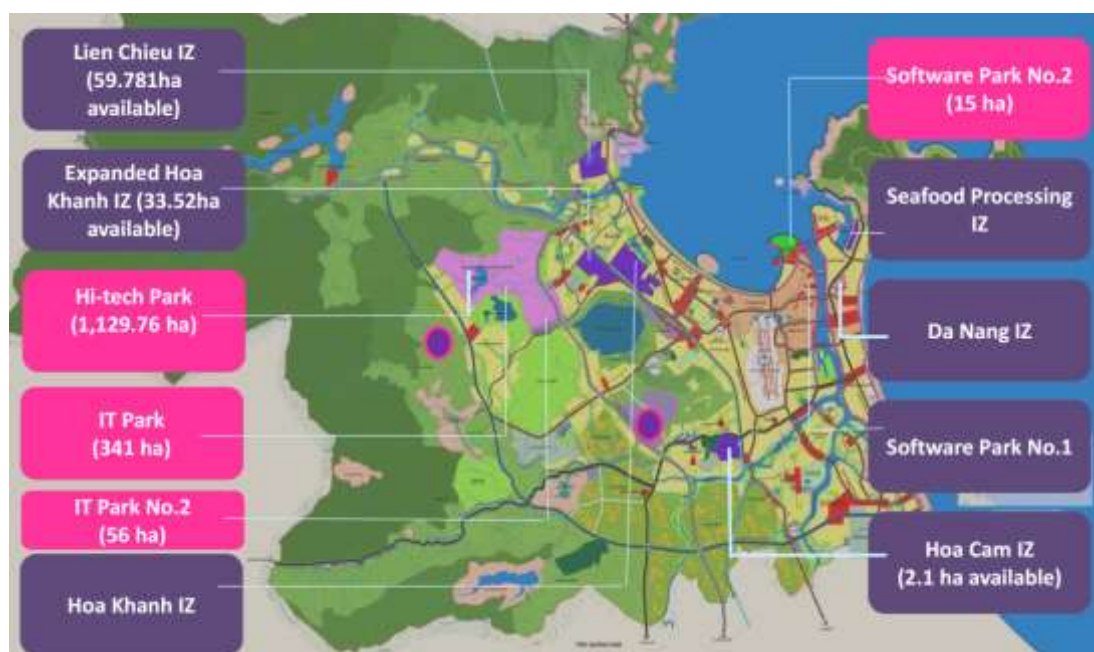 Lien Chieu IZ
(59.781ha
available)
Expanded Hoa
Khanh IZ (33.52ha
available)
Hi-tech Park
(1,129.76 ha)
IT Park
(341 ha)
IT Park No.2
(56 ha)
Hoa Khanh IZ
Software Park No.2
(15 ha)
Seafood Processing
IZ
Da Nang IZ
Software Park No.1
Hoa Cam IZ
(2.1 ha available)